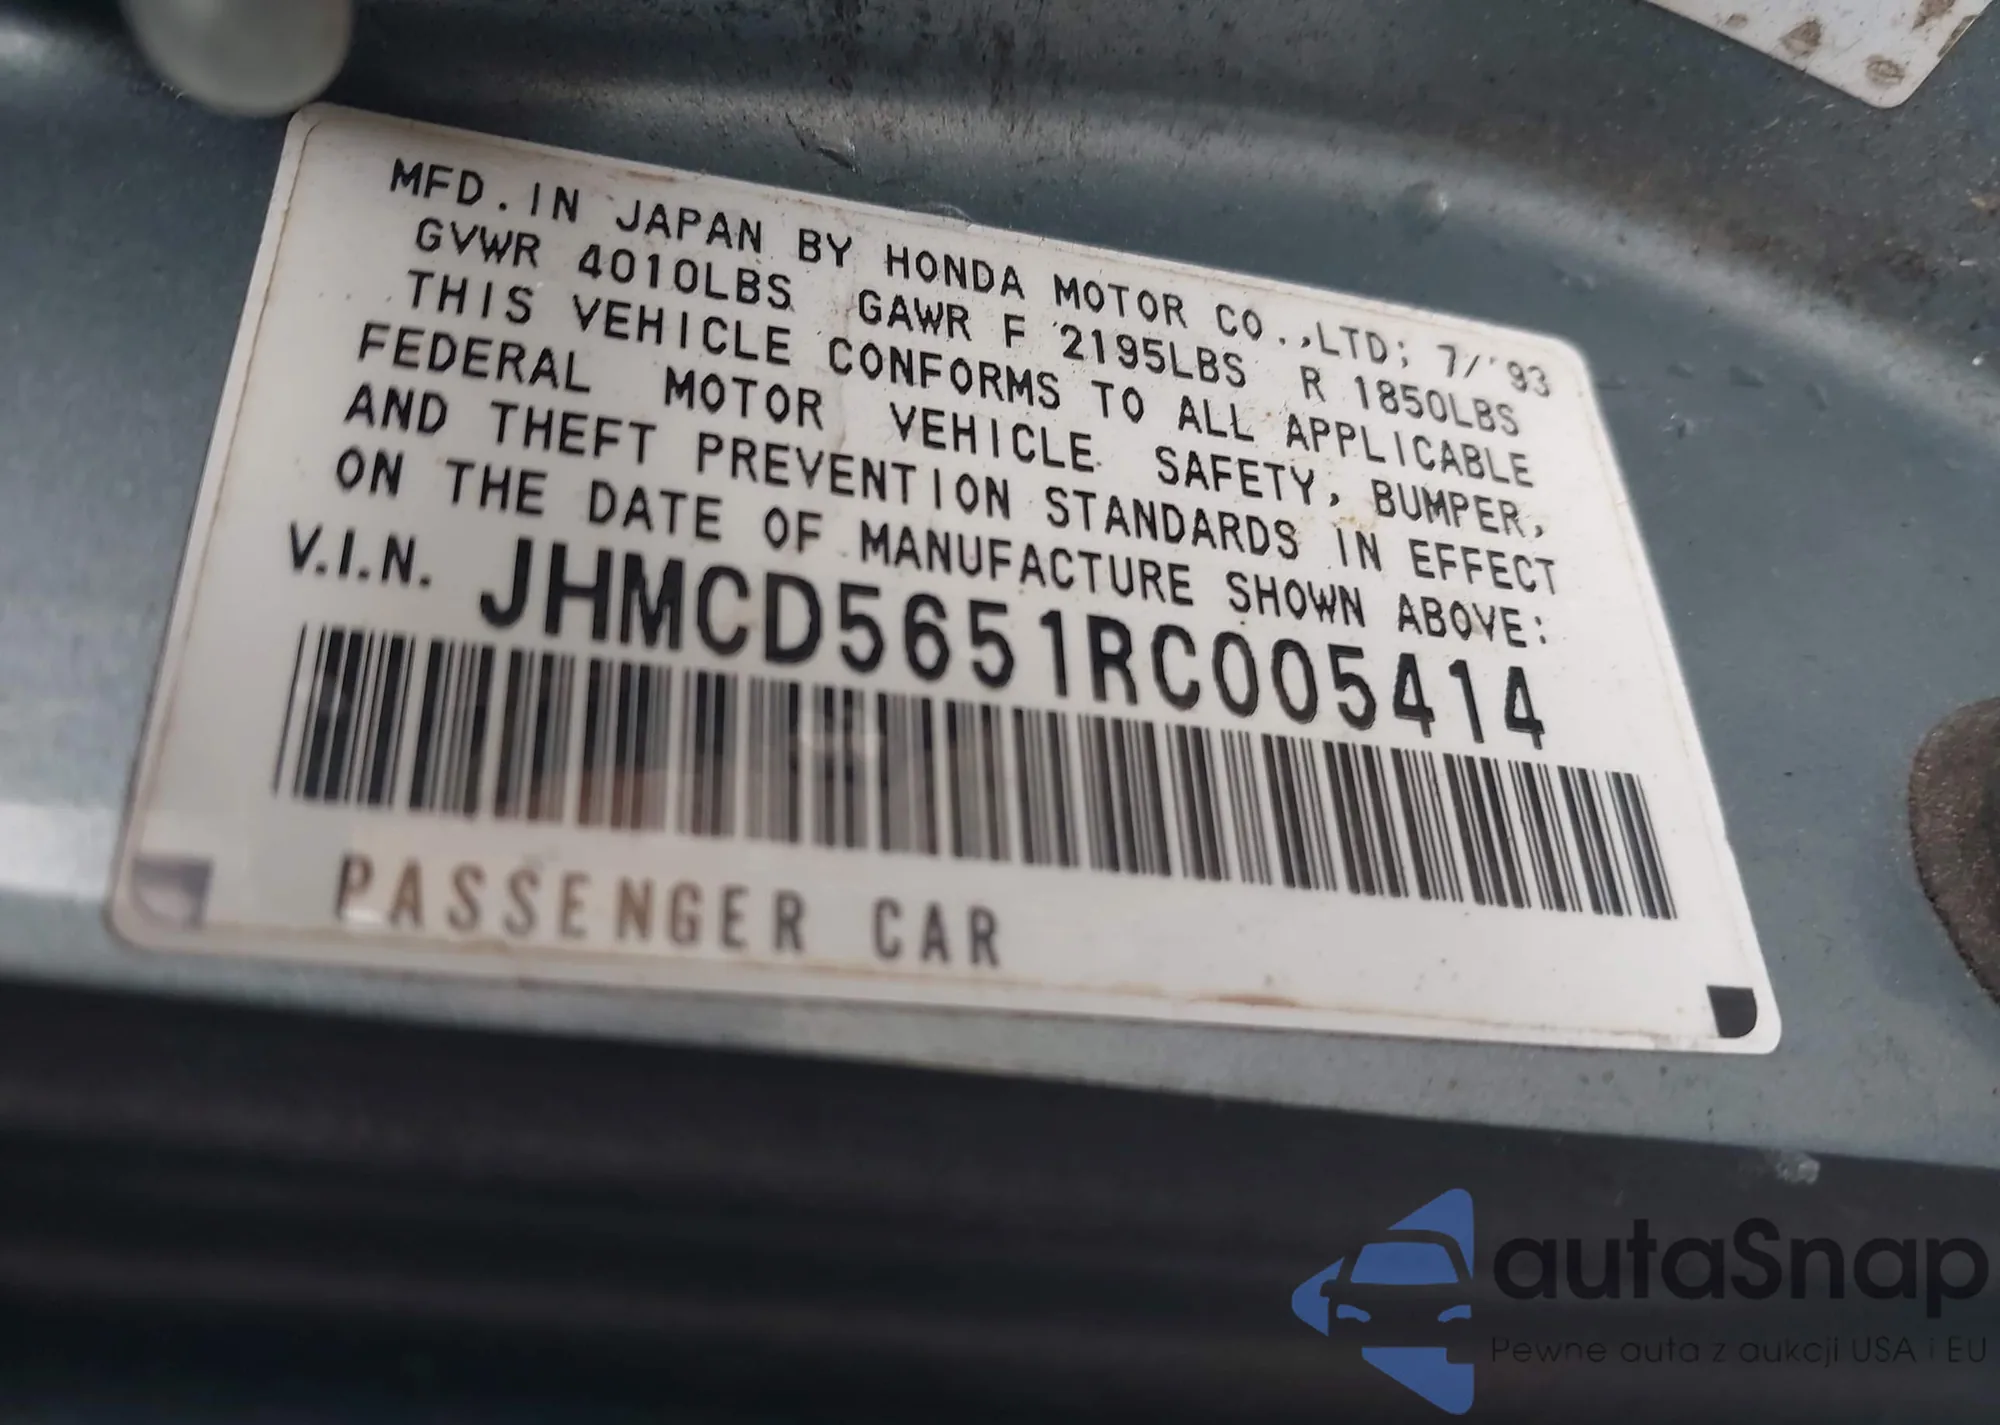 MFD. IN JAPAN BY HONDA MOTOR CO.,LTD; 7/'93
GVWR 4010LBS GAWR F 2195LBS R 1850LBS
THIS VEHICLE CONFORMS TO ALL APPLICABLE
FEDERAL MOTOR VEHICLE SAFETY, BUMPER,
AND THEFT PREVENTION STANDARDS IN EFFECT
ON THE DATE OF MANUFACTURE SHOWN ABOVE:
V.I.N. JHMCD5651RC005414
PASSENGER CAR
autaSnap
Pewne auta z aukcji USA i EU